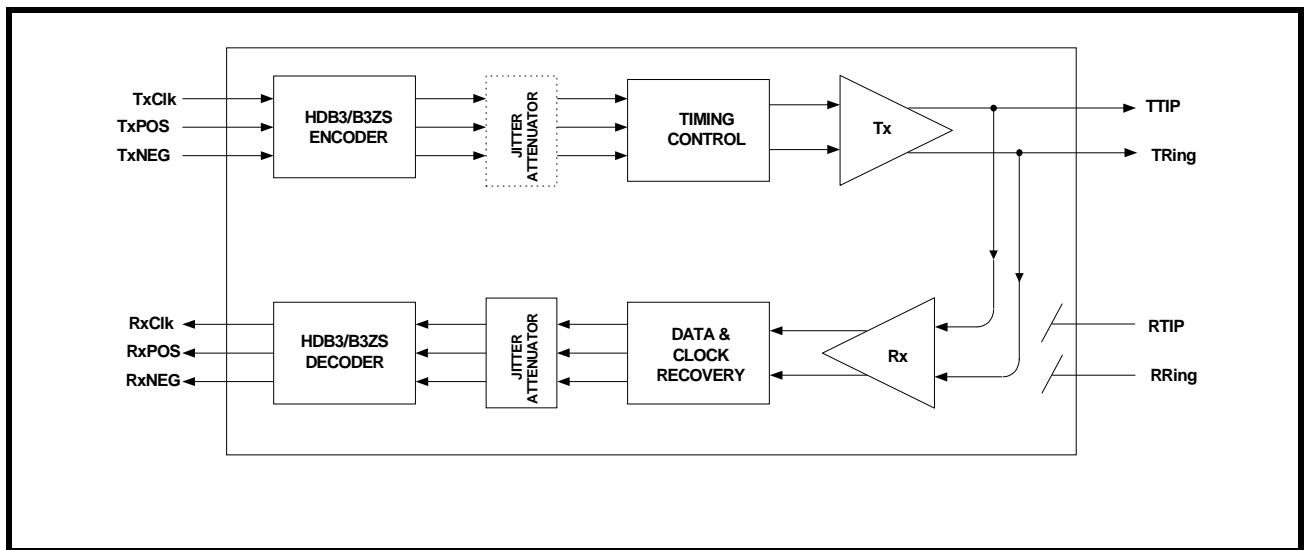 TxClk
TxPOS
TxNEG
HDB3/B3ZS
ENCODER
JITTER
ATTENUATOR
TIMING
CONTROL
Tx
TTIP
TRing
RxClk
RxPOS
RxNEG
HDB3/B3ZS
DECODER
JITTER
ATTENUATOR
DATA &
CLOCK
RECOVERY
Rx
RTIP
RRing